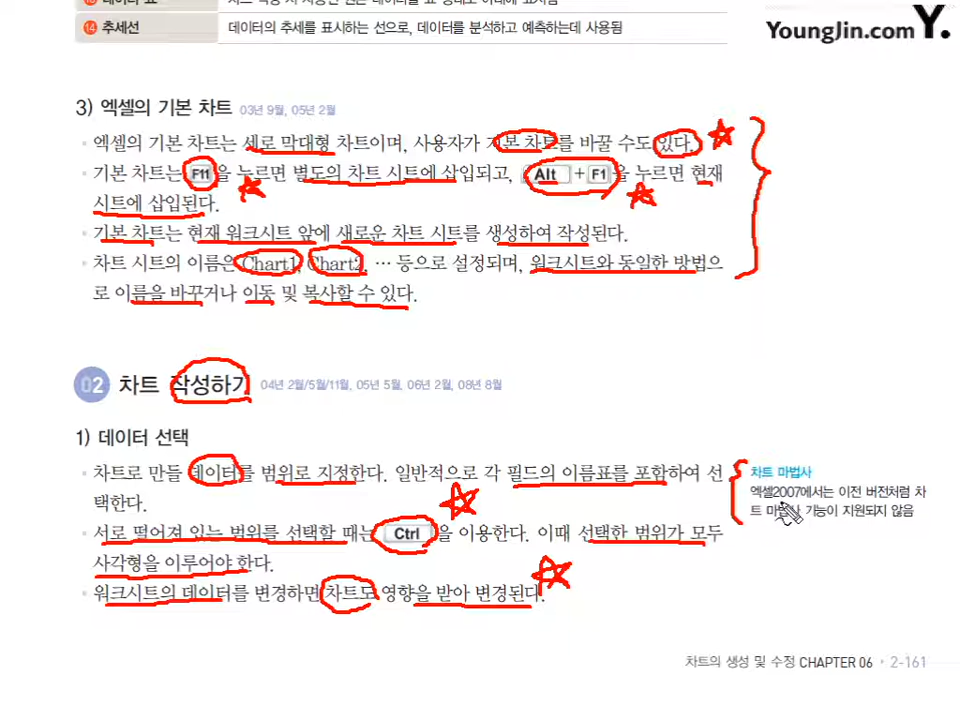 ⑬ 데이터 표
⑭ 추세선 데이터의 추세를 표시하는 선으로, 데이터를 분석하고 예측하는데 사용됨
YoungJin.com Y.
3) 엑셀의 기본 차트 03년 9월, 05년 2월
• 엑셀의 기본 차트는 세로 막대형 차트이며, 사용자가 기본 차트를 바꿀 수도 있다.
• 기본 차트는 F11 을 누르면 별도의 차트 시트에 삽입되고, Alt + F1 을 누르면 현재
시트에 삽입된다.
• 기본 차트는 현재 워크시트 앞에 새로운 차트 시트를 생성하여 작성된다.
• 차트 시트의 이름은 Chart1, Chart2, … 등으로 설정되며, 워크시트와 동일한 방법으
로 이름을 바꾸거나 이동 및 복사할 수 있다.
02 차트 작성하기 04년 2월/5월/11월, 05년 5월, 06년 2월, 08년 8월
1) 데이터 선택
• 차트로 만들 데이터를 범위로 지정한다. 일반적으로 각 필드의 이름표를 포함하여 선
택한다.
• 서로 떨어져 있는 범위를 선택할 때는 Ctrl 을 이용한다. 이때 선택한 범위가 모두
사각형을 이루어야 한다.
• 워크시트의 데이터를 변경하면 차트도 영향을 받아 변경된다.
차트 마법사
엑셀2007에서는 이전 버전처럼 차
트 마법사 기능이 지원되지 않음
차트의 생성 및 수정 CHAPTER 06 • 2-161